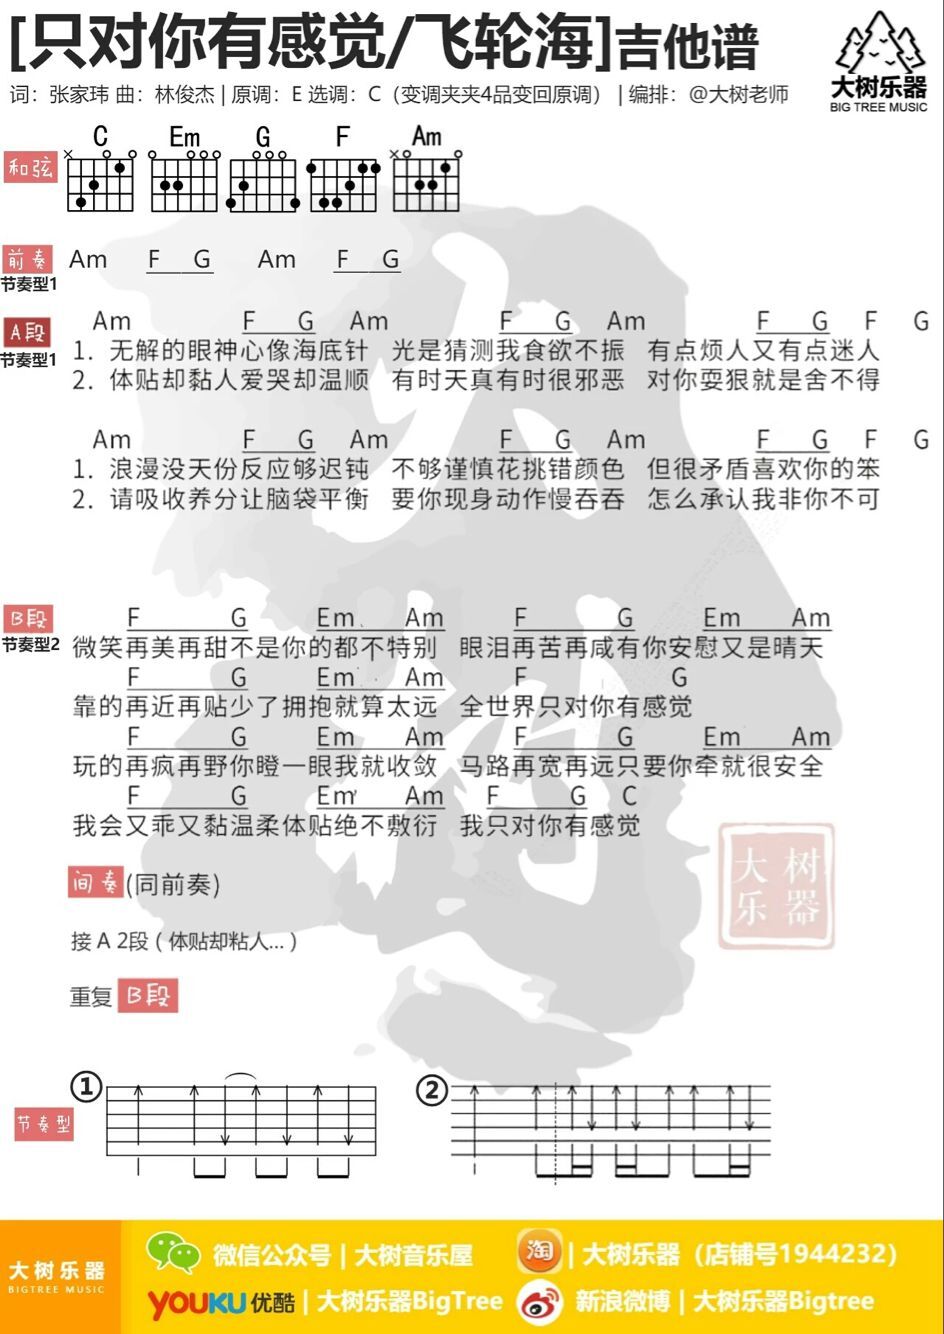 [只对你有感觉/飞轮海]吉他谱
大树乐器
BIG TREE MUSIC
词：张家玮 曲：林俊杰 | 原调：E 选调：C（变调夹夹4品变回原调） | 编排：@大树老师
和弦 C Em G F Am
前奏 Am F G Am F G
节奏型1
A段 Am F G Am F G Am F G F G
节奏型1
1. 无解的眼神心像海底针 光是猜测我食欲不振 有点烦人又有点迷人
2. 体贴却黏人爱哭却温顺 有时天真有时很邪恶 对你耍狠就是舍不得
Am F G Am F G Am F G F G
1. 浪漫没天份反应够迟钝 不够谨慎花挑错颜色 但很矛盾喜欢你的笨
2. 请吸收养分让脑袋平衡 要你现身动作慢吞吞 怎么承认我非你不可
B段 F G Em Am F G Em Am
节奏型2
微笑再美再甜不是你的都不特别 眼泪再苦再咸有你安慰又是晴天
F G Em Am F G
靠的再近再贴少了拥抱就算太远 全世界只对你有感觉
F G Em Am F G Em Am
玩的再疯再野你瞪一眼我就收敛 马路再宽再远只要你牵就很安全
F G Em Am F G C
我会又乖又黏温柔体贴绝不敷衍 我只对你有感觉
间奏(同前奏)
接 A 2段（体贴却粘人...）
重复 B段
大树
乐器
大树
节奏型 ① ②
大树乐器
BIGTREE MUSIC
微信公众号 | 大树音乐屋
淘 | 大树乐器（店铺号1944232）
YOUKU 优酷 | 大树乐器BigTree
新浪微博 | 大树乐器Bigtree